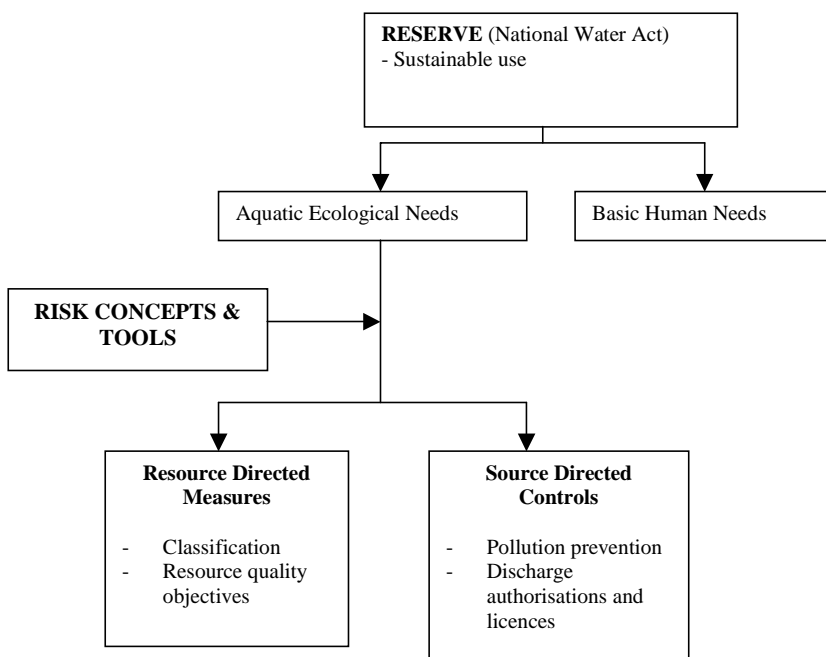 RESERVE (National Water Act)
- Sustainable use
Aquatic Ecological Needs
Basic Human Needs
RISK CONCEPTS &
TOOLS
Resource Directed
Measures
- Classification
- Resource quality
objectives
Source Directed
Controls
- Pollution prevention
- Discharge
authorisations and
licences